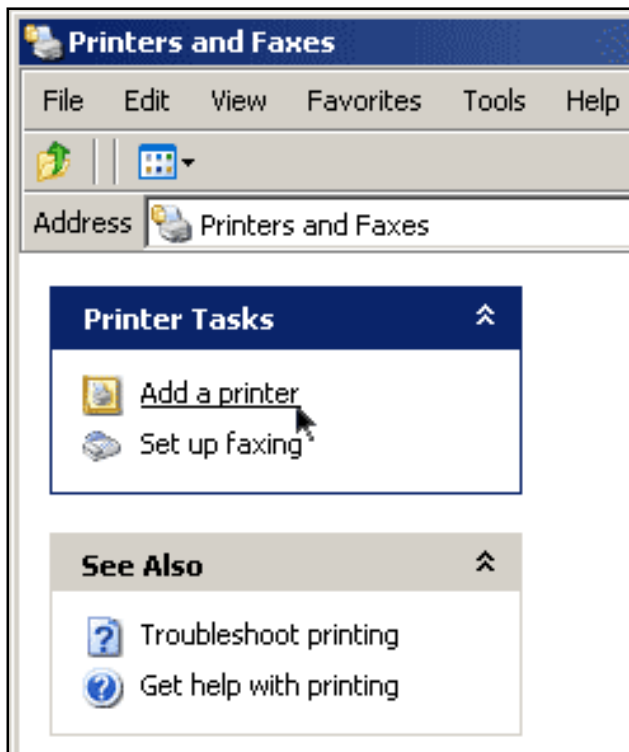 Printers and Faxes
File Edit View Favorites Tools Help
Address Printers and Faxes
Printer Tasks
Add a printer
Set up faxing
See Also
Troubleshoot printing
Get help with printing